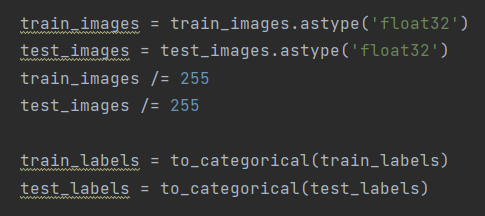 train_images = train_images.astype('float32')
test_images = test_images.astype('float32')
train_images /= 255
test_images /= 255
train_labels = to_categorical(train_labels)
test_labels = to_categorical(test_labels)